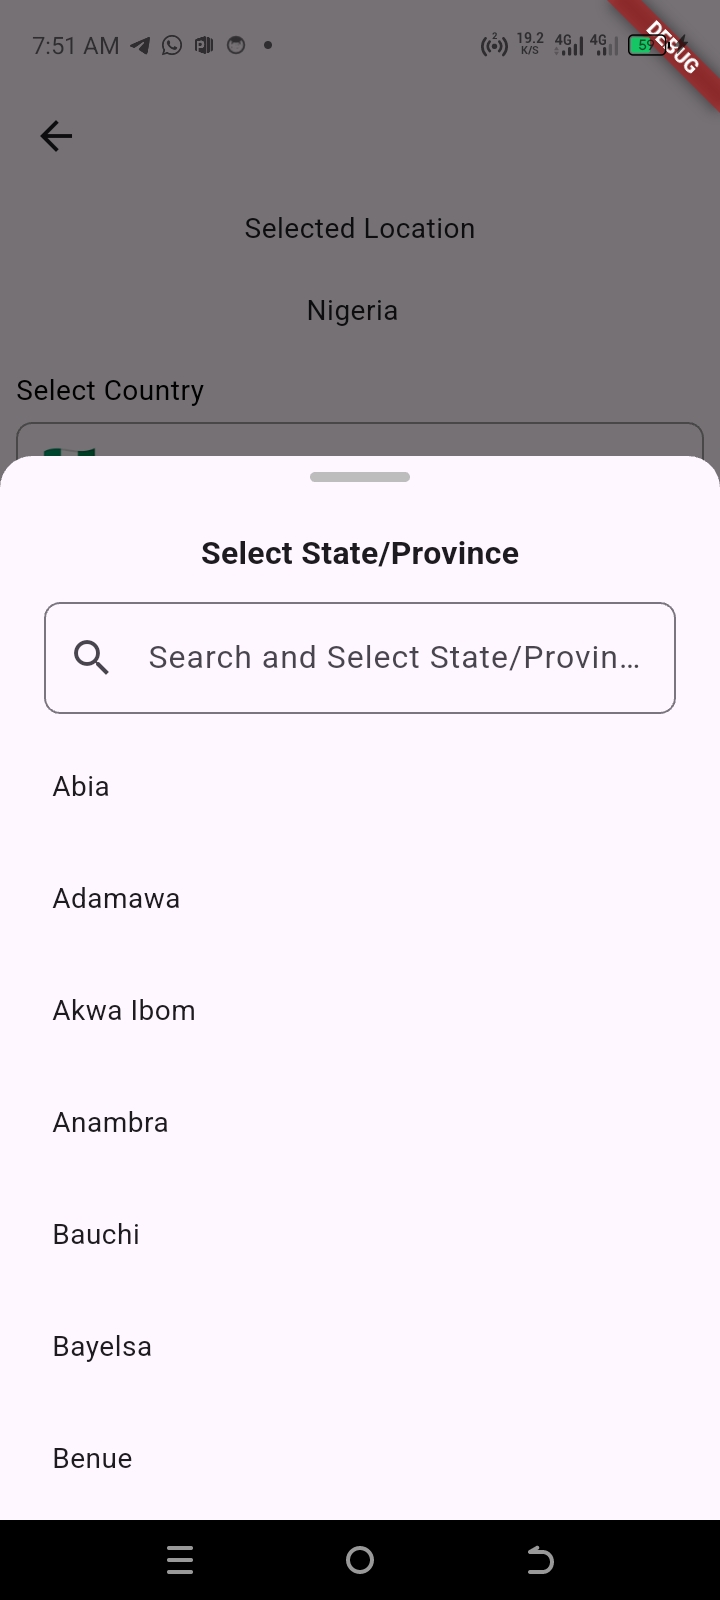 7:51 AM
2
19.2
K/S
4G
4G
59
DEBUG
Selected Location
Nigeria
Select Country
Select State/Province
Search and Select State/Provin…
Abia
Adamawa
Akwa Ibom
Anambra
Bauchi
Bayelsa
Benue